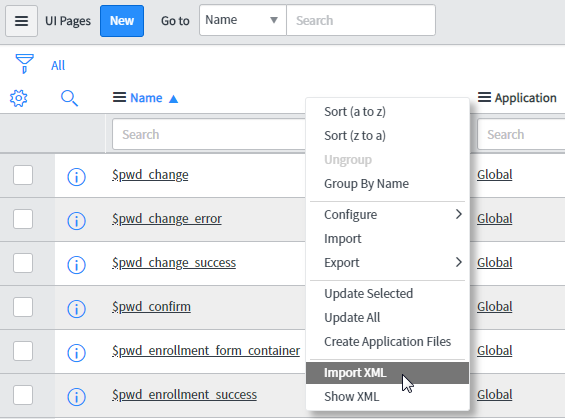 UI Pages New Go to Name Search
All
Name Application
Search Search
$pwd_change Global
$pwd_change_error Global
$pwd_change_success Global
$pwd_confirm Global
$pwd_enrollment_form_container Global
$pwd_enrollment_success Global
Sort (a to z)
Sort (z to a)
Ungroup
Group By Name
Configure
Import
Export
Update Selected
Update All
Create Application Files
Import XML
Show XML